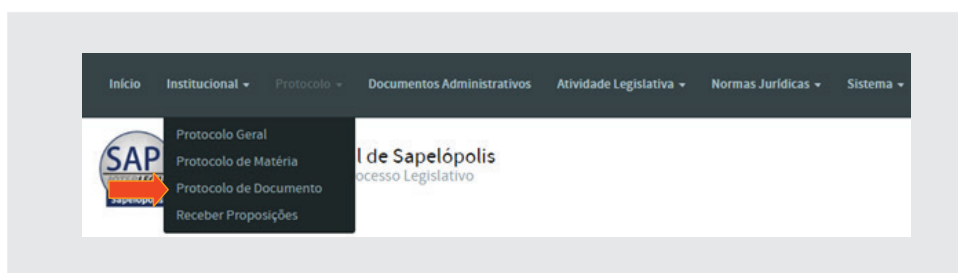 Início Institucional Protocolo Documentos Administrativos Atividade Legislativa Normas Jurídicas Sistema
Protocolo Geral
SAP
Protocolo de Matéria
l de Sapelópolis
ocesso Legislativo
Protocolo de Documento
Receber Proposições